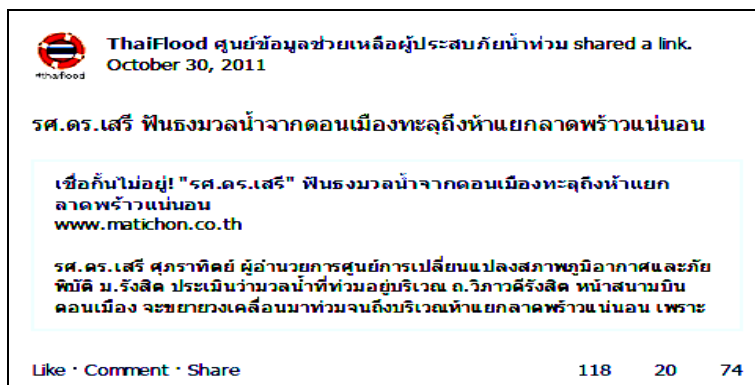 ThaiFlood ศูนย์ข้อมูลช่วยเหลือผู้ประสบภัยน้ำท่วม shared a link.
October 30, 2011
#thaiflood
รศ.ดร.เสรี ฟันธงมวลน้ำจากดอนเมืองทะลุถึงห้าแยกลาดพร้าวแน่นอน
เชื่อกั้นไม่อยู่! "รศ.ดร.เสรี" ฟันธงมวลน้ำจากดอนเมืองทะลุถึงห้าแยก
ลาดพร้าวแน่นอน
www.matichon.co.th
รศ.ดร.เสรี ศุภราทิตย์ ผู้อำนวยการศูนย์การเปลี่ยนแปลงสภาพภูมิอากาศและภัย
พิบัติ ม.รังสิต ประเมินว่ามวลน้ำที่ท่วมอยู่บริเวณ ถ.วิภาวดีรังสิต หน้าสนามบิน
ดอนเมือง จะขยายวงเคลื่อนมาท่วมจนถึงบริเวณห้าแยกลาดพร้าวแน่นอน เพราะ
Like · Comment · Share 118 20 74